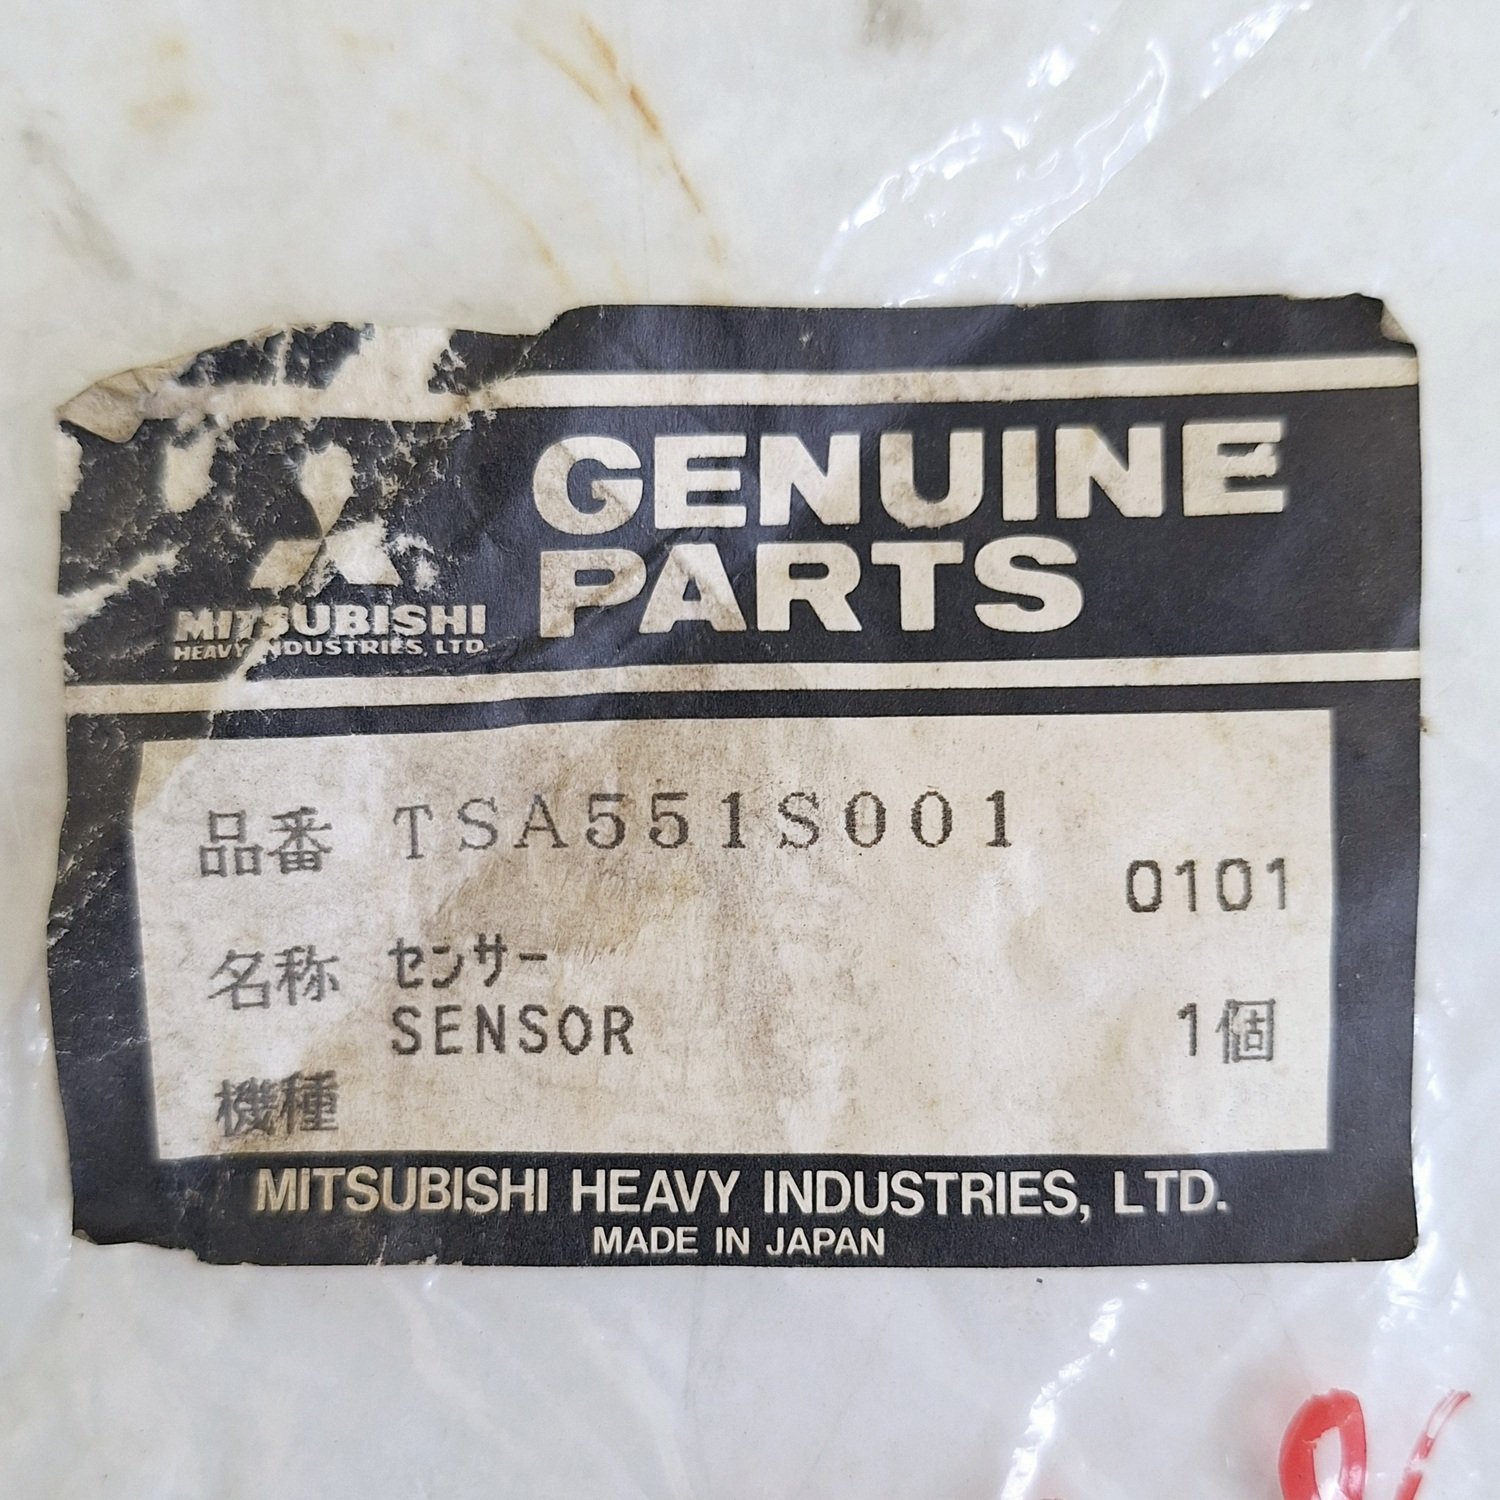 GENUINE
PARTS
MITSUBISHI
HEAVY INDUSTRIES, LTD.
品番 TSA551S001
0101
名称 センサー
SENSOR
1個
機種
MITSUBISHI HEAVY INDUSTRIES, LTD.
MADE IN JAPAN